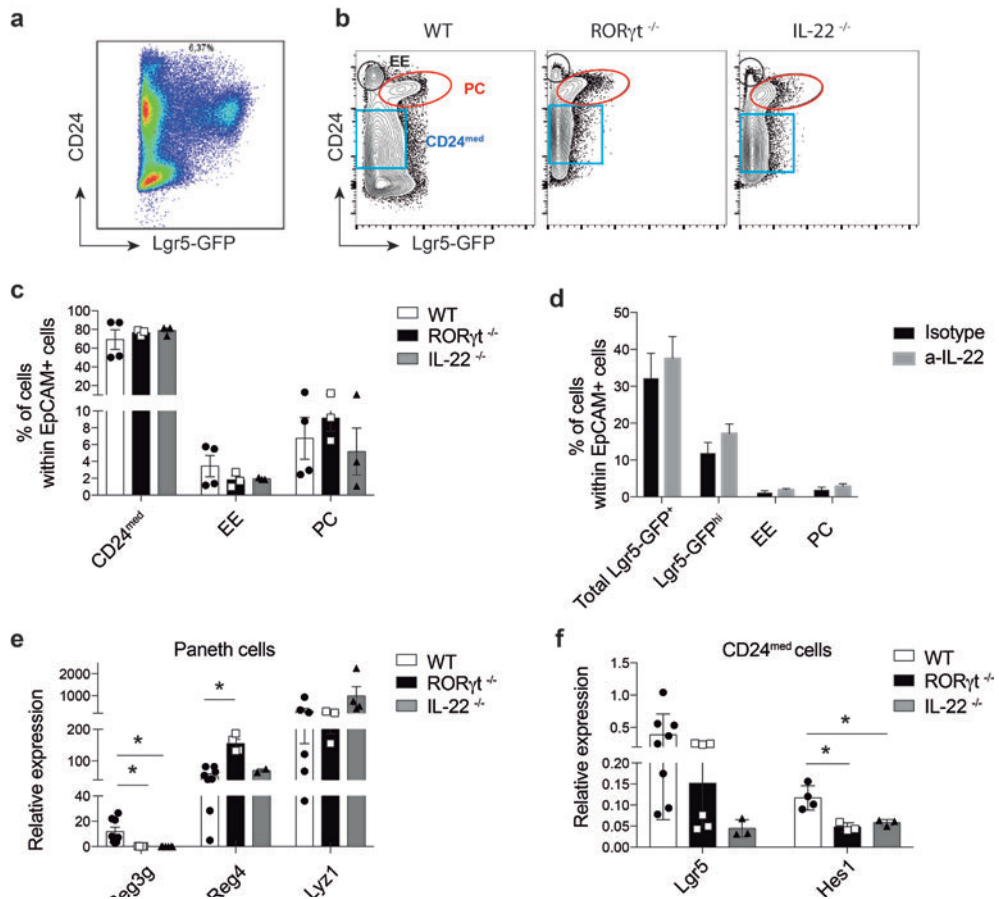 a
6,37%
CD24
Lgr5-GFP
b
WT
RORγt -/-
IL-22 -/-
EE
PC
CD24med
CD24
Lgr5-GFP
c
% of cells
within EpCAM+ cells
100
80
60
40
20
8
6
4
2
0
CD24med
EE
PC
WT
RORγt -/-
IL-22 -/-
d
% of cells
within EpCAM+ cells
50
40
30
20
10
0
Total Lgr5-GFP+
Lgr5-GFPhi
EE
PC
Isotype
a-IL-22
e
Paneth cells
Relative expression
2000
1000
200
100
40
20
0
*
*
*
Reg4
Lyz1
WT
RORγt -/-
IL-22 -/-
f
CD24med cells
Relative expression
1.5
1.0
0.5
0.20
0.15
0.10
0.05
0.00
*
*
Lgr5
Hes1
WT
RORγt -/-
IL-22 -/-